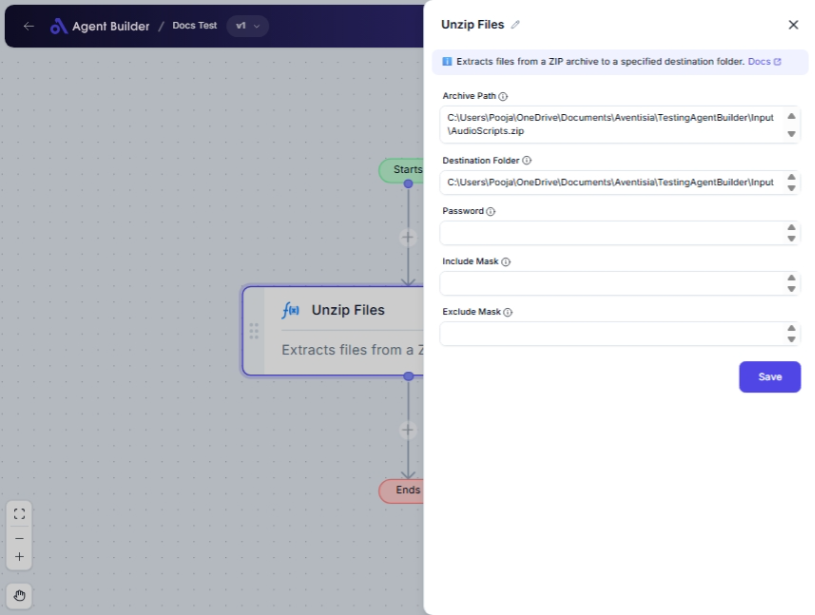 Agent Builder / Docs Test v1
Unzip Files
Extracts files from a ZIP archive to a specified destination folder. Docs
Archive Path
C:\Users\Pooja\OneDrive\Documents\Aventisia\TestingAgentBuilder\Input
\AudioScripts.zip
Destination Folder
C:\Users\Pooja\OneDrive\Documents\Aventisia\TestingAgentBuilder\Input
Password
Include Mask
Exclude Mask
Save
Starts
Unzip Files
Extracts files from a Z
Ends